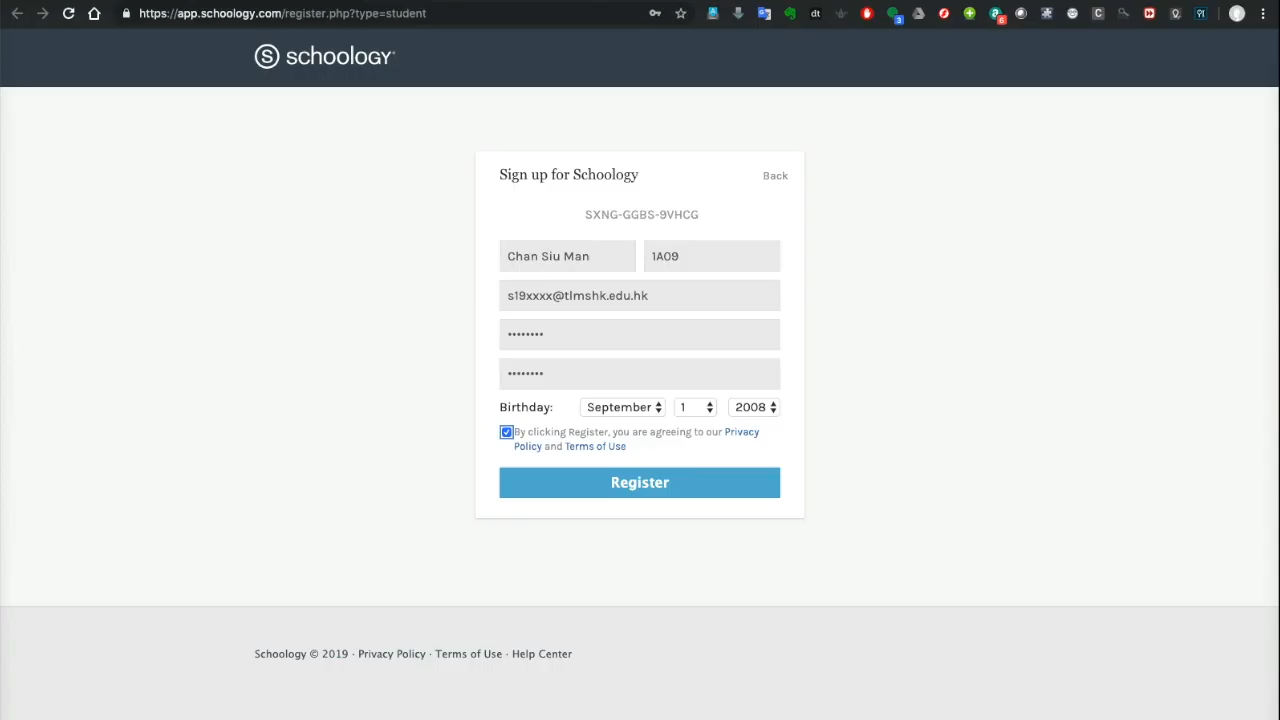 https://app.schoology.com/register.php?type=student
schoology
Sign up for Schoology
Back
SXNG-GGBS-9VHCG
Chan Siu Man
1A09
s19xxxx@tlmshk.edu.hk
••••••••
••••••••
Birthday: September 1 2008
By clicking Register, you are agreeing to our Privacy
Policy and Terms of Use
Register
Schoology © 2019 · Privacy Policy · Terms of Use · Help Center